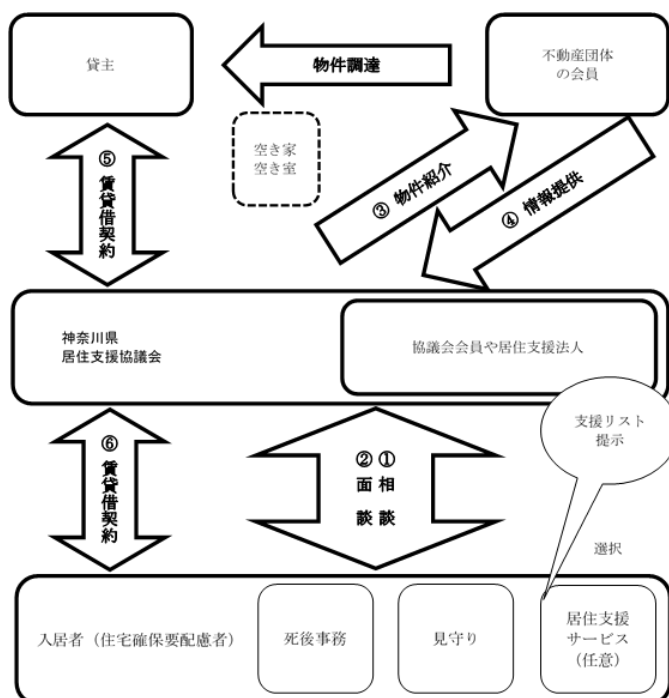 貸主
物件調達
不動産団体
の会員
空き家
空き室
⑤賃貸借契約
③ 物件紹介
④ 情報提供
神奈川県
居住支援協議会
協議会会員や居住支援法人
支援リスト
提示
⑥賃貸借契約
①相談
②面談
選択
入居者（住宅確保要配慮者）
死後事務
見守り
居住支援
サービス
（任意）